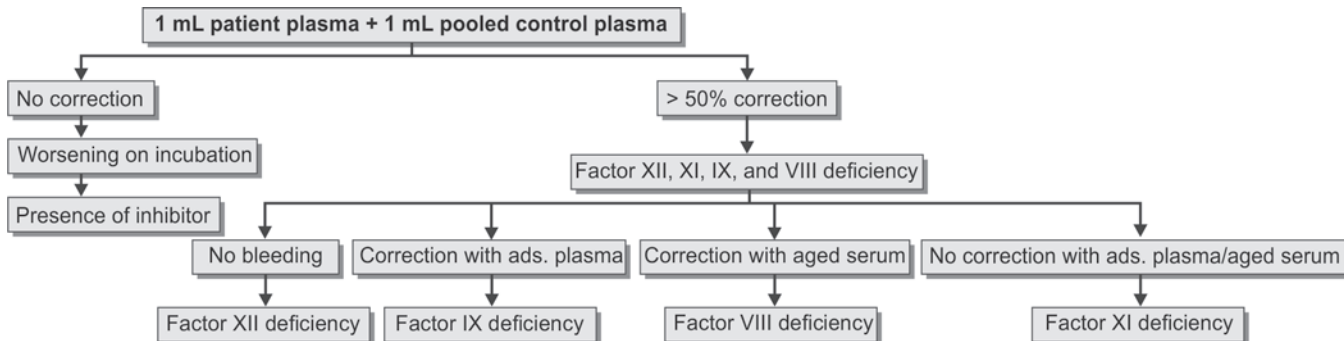 1 mL patient plasma + 1 mL pooled control plasma
No correction
> 50% correction
Worsening on incubation
Factor XII, XI, IX, and VIII deficiency
Presence of inhibitor
No bleeding
Correction with ads. plasma
Correction with aged serum
No correction with ads. plasma/aged serum
Factor XII deficiency
Factor IX deficiency
Factor VIII deficiency
Factor XI deficiency